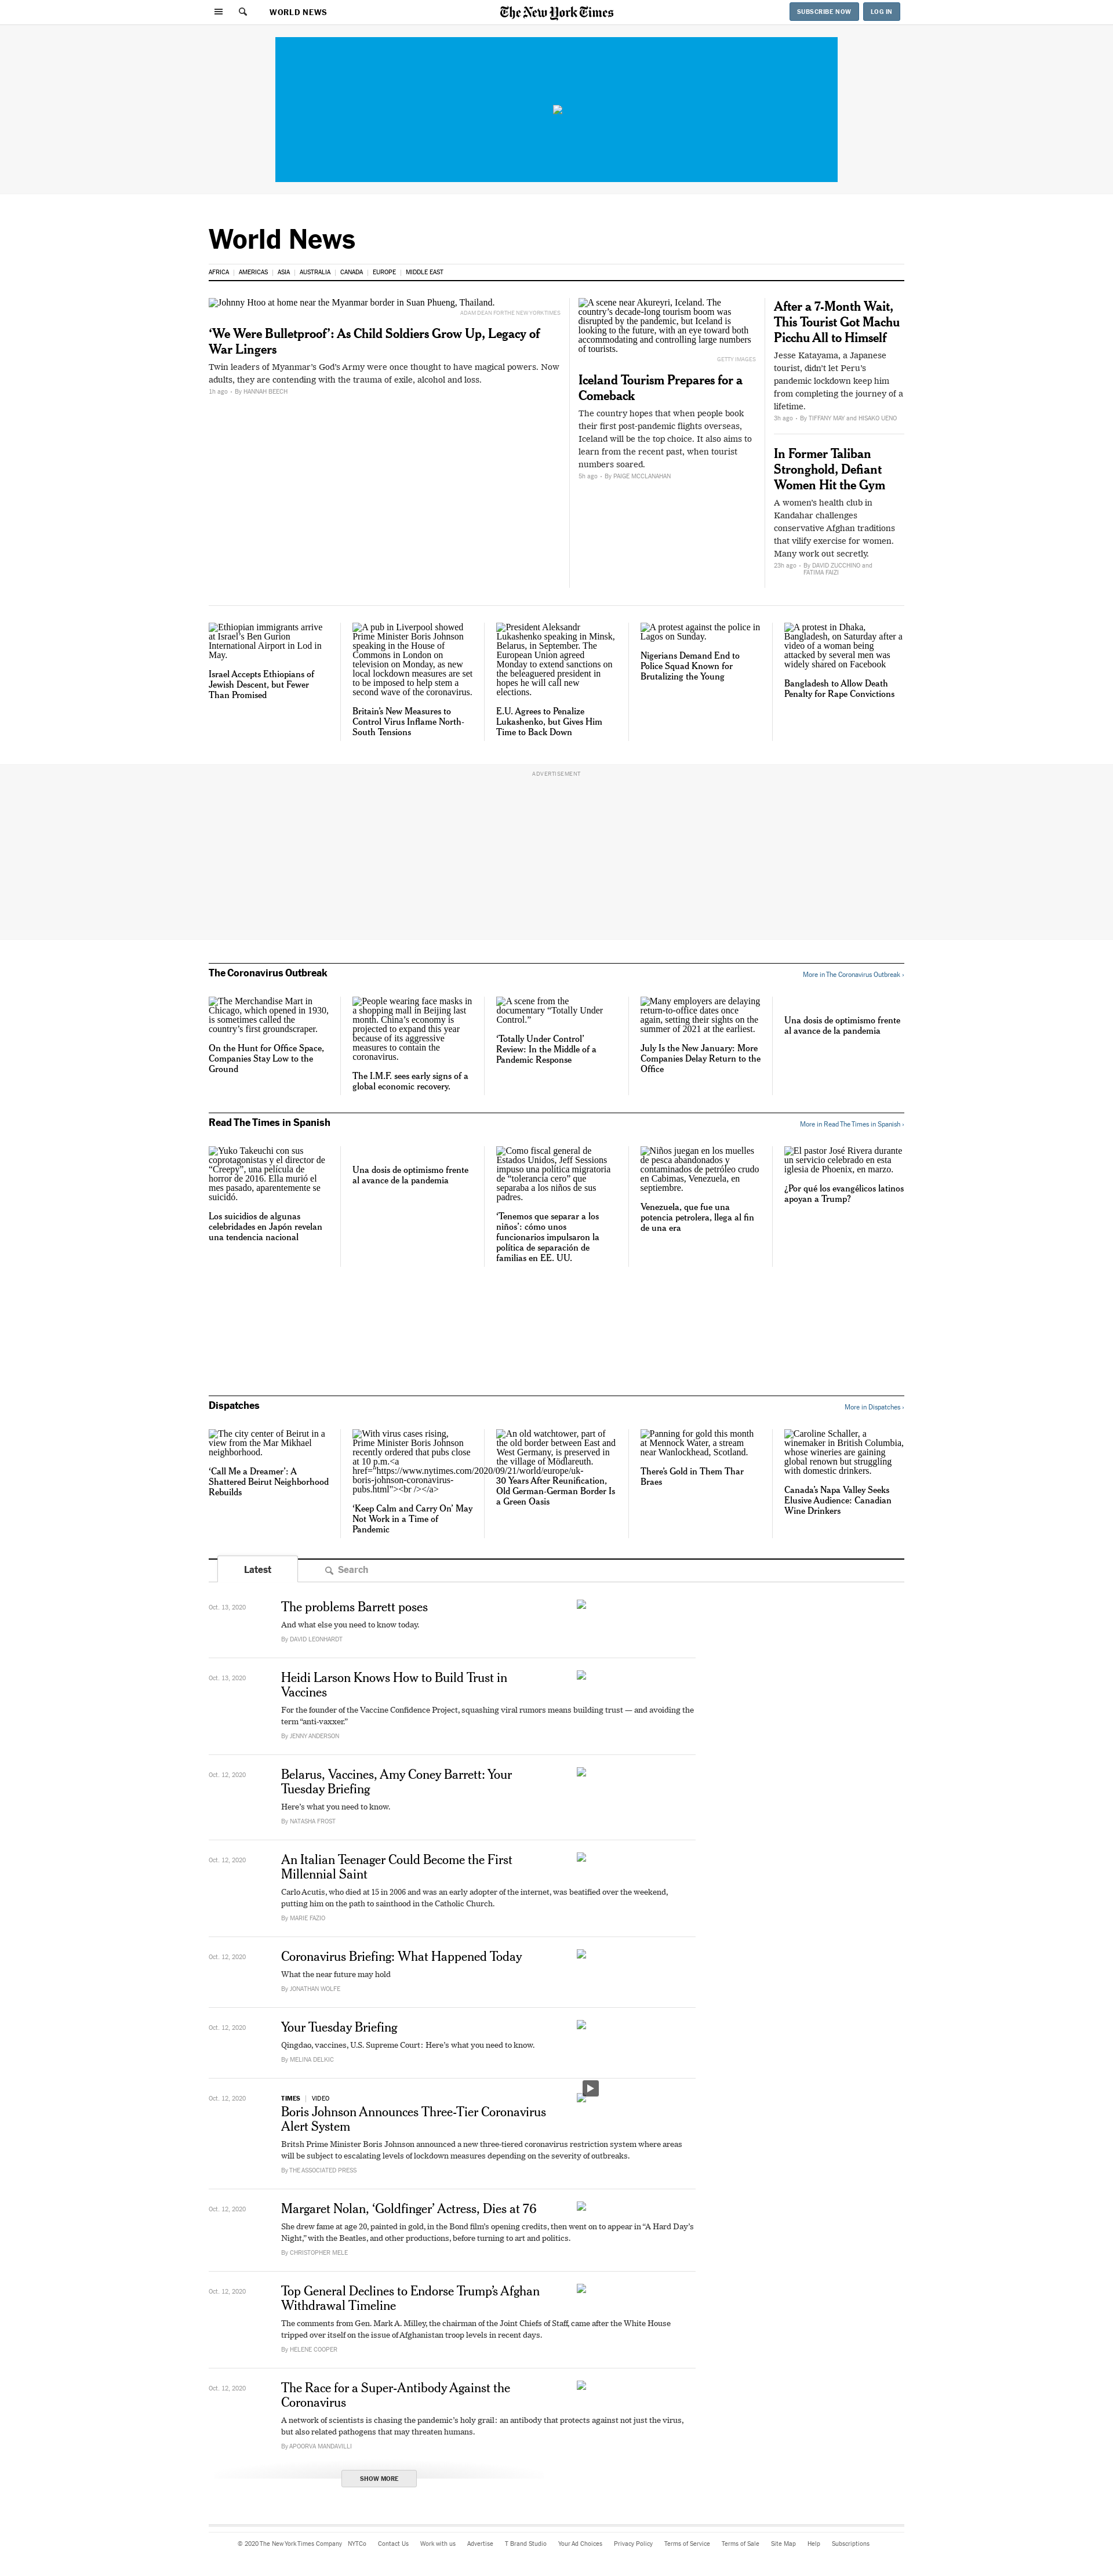 WORLD NEWS
The New York Times
SUBSCRIBE NOW
LOG IN
World News
AFRICA | AMERICAS | ASIA | AUSTRALIA | CANADA | EUROPE | MIDDLE EAST
Johnny Htoo at home near the Myanmar border in Suan Phueng, Thailand.
ADAM DEAN FOR THE NEW YORK TIMES
‘We Were Bulletproof’: As Child Soldiers Grow Up, Legacy of
War Lingers
Twin leaders of Myanmar’s God’s Army were once thought to have magical powers. Now
adults, they are contending with the trauma of exile, alcohol and loss.
1h ago - By HANNAH BEECH
A scene near Akureyri, Iceland. The
country’s decade-long tourism boom was
disrupted by the pandemic, but Iceland is
looking to the future, with an eye toward both
accommodating and controlling large numbers
of tourists.
GETTY IMAGES
Iceland Tourism Prepares for a
Comeback
The country hopes that when people book
their first post-pandemic flights overseas,
Iceland will be the top choice. It also aims to
learn from the recent past, when tourist
numbers soared.
5h ago - By PAIGE MCCLANAHAN
After a 7-Month Wait,
This Tourist Got Machu
Picchu All to Himself
Jesse Katayama, a Japanese
tourist, didn’t let Peru’s
pandemic lockdown keep him
from completing the journey of a
lifetime.
3h ago - By TIFFANY MAY and HISAKO UENO
In Former Taliban
Stronghold, Defiant
Women Hit the Gym
A women’s health club in
Kandahar challenges
conservative Afghan traditions
that vilify exercise for women.
Many work out secretly.
23h ago - By DAVID ZUCCHINO and
FATIMA FAIZI
Ethiopian immigrants arrive
at Israel’s Ben Gurion
International Airport in Lod in
May.
Israel Accepts Ethiopians of
Jewish Descent, but Fewer
Than Promised
A pub in Liverpool showed
Prime Minister Boris Johnson
speaking in the House of
Commons in London on
television on Monday, as new
local lockdown measures are set
to be imposed to help stem a
second wave of the coronavirus.
Britain’s New Measures to
Control Virus Inflame North-
South Tensions
President Aleksandr
Lukashenko speaking in Minsk,
Belarus, in September. The
European Union agreed
Monday to extend sanctions on
the beleaguered president in
hopes he will call new
elections.
E.U. Agrees to Penalize
Lukashenko, but Gives Him
Time to Back Down
A protest against the police in
Lagos on Sunday.
Nigerians Demand End to
Police Squad Known for
Brutalizing the Young
A protest in Dhaka,
Bangladesh, on Saturday after a
video of a woman being
attacked by several men was
widely shared on Facebook
Bangladesh to Allow Death
Penalty for Rape Convictions
ADVERTISEMENT
The Coronavirus Outbreak
More in The Coronavirus Outbreak ›
The Merchandise Mart in
Chicago, which opened in 1930,
is sometimes called the
country’s first groundscraper.
On the Hunt for Office Space,
Companies Stay Low to the
Ground
People wearing face masks in
a shopping mall in Beijing last
month. China’s economy is
projected to expand this year
because of its aggressive
measures to contain the
coronavirus.
The I.M.F. sees early signs of a
global economic recovery.
A scene from the
documentary “Totally Under
Control.”
‘Totally Under Control’
Review: In the Middle of a
Pandemic Response
Many employers are delaying
return-to-office dates once
again, setting their sights on the
summer of 2021 at the earliest.
July Is the New January: More
Companies Delay Return to the
Office
Una dosis de optimismo frente
al avance de la pandemia
Read The Times in Spanish
More in Read The Times in Spanish ›
Yuko Takeuchi con sus
coprotagonistas y el director de
“Creepy”, una película de
horror de 2016. Ella murió el
mes pasado, aparentemente se
suicidó.
Los suicidios de algunas
celebridades en Japón revelan
una tendencia nacional
Una dosis de optimismo frente
al avance de la pandemia
Como fiscal general de
Estados Unidos, Jeff Sessions
impuso una política migratoria
de “tolerancia cero” que
separaba a los niños de sus
padres.
‘Tenemos que separar a los
niños’: cómo unos
funcionarios impulsaron la
política de separación de
familias en EE. UU.
Niños juegan en los muelles
de pesca abandonados y
contaminados de petróleo crudo
en Cabimas, Venezuela, en
septiembre.
Venezuela, que fue una
potencia petrolera, llega al fin
de una era
El pastor José Rivera durante
un servicio celebrado en esta
iglesia de Phoenix, en marzo.
¿Por qué los evangélicos latinos
apoyan a Trump?
Dispatches
More in Dispatches ›
The city center of Beirut in a
view from the Mar Mikhael
neighborhood.
‘Call Me a Dreamer’: A
Shattered Beirut Neighborhood
Rebuilds
With virus cases rising,
Prime Minister Boris Johnson
recently ordered that pubs close
at 10 p.m.<a
href="https://www.nytimes.com/2020/09/21/world/europe/uk-
boris-johnson-coronavirus-
pubs.html"><br /></a>
‘Keep Calm and Carry On’ May
Not Work in a Time of
Pandemic
An old watchtower, part of
the old border between East and
West Germany, is preserved in
the village of Mödlareuth.
30 Years After Reunification,
Old German-German Border Is
a Green Oasis
Panning for gold this month
at Mennock Water, a stream
near Wanlockhead, Scotland.
There’s Gold in Them Thar
Braes
Caroline Schaller, a
winemaker in British Columbia,
whose wineries are gaining
global renown but struggling
with domestic drinkers.
Canada’s Napa Valley Seeks
Elusive Audience: Canadian
Wine Drinkers
Latest
Search
Oct. 13, 2020
The problems Barrett poses
And what else you need to know today.
By DAVID LEONHARDT
Oct. 13, 2020
Heidi Larson Knows How to Build Trust in
Vaccines
For the founder of the Vaccine Confidence Project, squashing viral rumors means building trust — and avoiding the
term “anti-vaxxer.”
By JENNY ANDERSON
Oct. 12, 2020
Belarus, Vaccines, Amy Coney Barrett: Your
Tuesday Briefing
Here’s what you need to know.
By NATASHA FROST
Oct. 12, 2020
An Italian Teenager Could Become the First
Millennial Saint
Carlo Acutis, who died at 15 in 2006 and was an early adopter of the internet, was beatified over the weekend,
putting him on the path to sainthood in the Catholic Church.
By MARIE FAZIO
Oct. 12, 2020
Coronavirus Briefing: What Happened Today
What the near future may hold
By JONATHAN WOLFE
Oct. 12, 2020
Your Tuesday Briefing
Qingdao, vaccines, U.S. Supreme Court: Here’s what you need to know.
By MELINA DELKIC
Oct. 12, 2020
TIMES | VIDEO
Boris Johnson Announces Three-Tier Coronavirus
Alert System
Britsh Prime Minister Boris Johnson announced a new three-tiered coronavirus restriction system where areas
will be subject to escalating levels of lockdown measures depending on the severity of outbreaks.
By THE ASSOCIATED PRESS
Oct. 12, 2020
Margaret Nolan, ‘Goldfinger’ Actress, Dies at 76
She drew fame at age 20, painted in gold, in the Bond film’s opening credits, then went on to appear in “A Hard Day’s
Night,” with the Beatles, and other productions, before turning to art and politics.
By CHRISTOPHER MELE
Oct. 12, 2020
Top General Declines to Endorse Trump’s Afghan
Withdrawal Timeline
The comments from Gen. Mark A. Milley, the chairman of the Joint Chiefs of Staff, came after the White House
tripped over itself on the issue of Afghanistan troop levels in recent days.
By HELENE COOPER
Oct. 12, 2020
The Race for a Super-Antibody Against the
Coronavirus
A network of scientists is chasing the pandemic’s holy grail: an antibody that protects against not just the virus,
but also related pathogens that may threaten humans.
By APOORVA MANDAVILLI
SHOW MORE
© 2020 The New York Times Company NYTCo Contact Us Work with us Advertise T Brand Studio Your Ad Choices Privacy Policy Terms of Service Terms of Sale Site Map Help Subscriptions